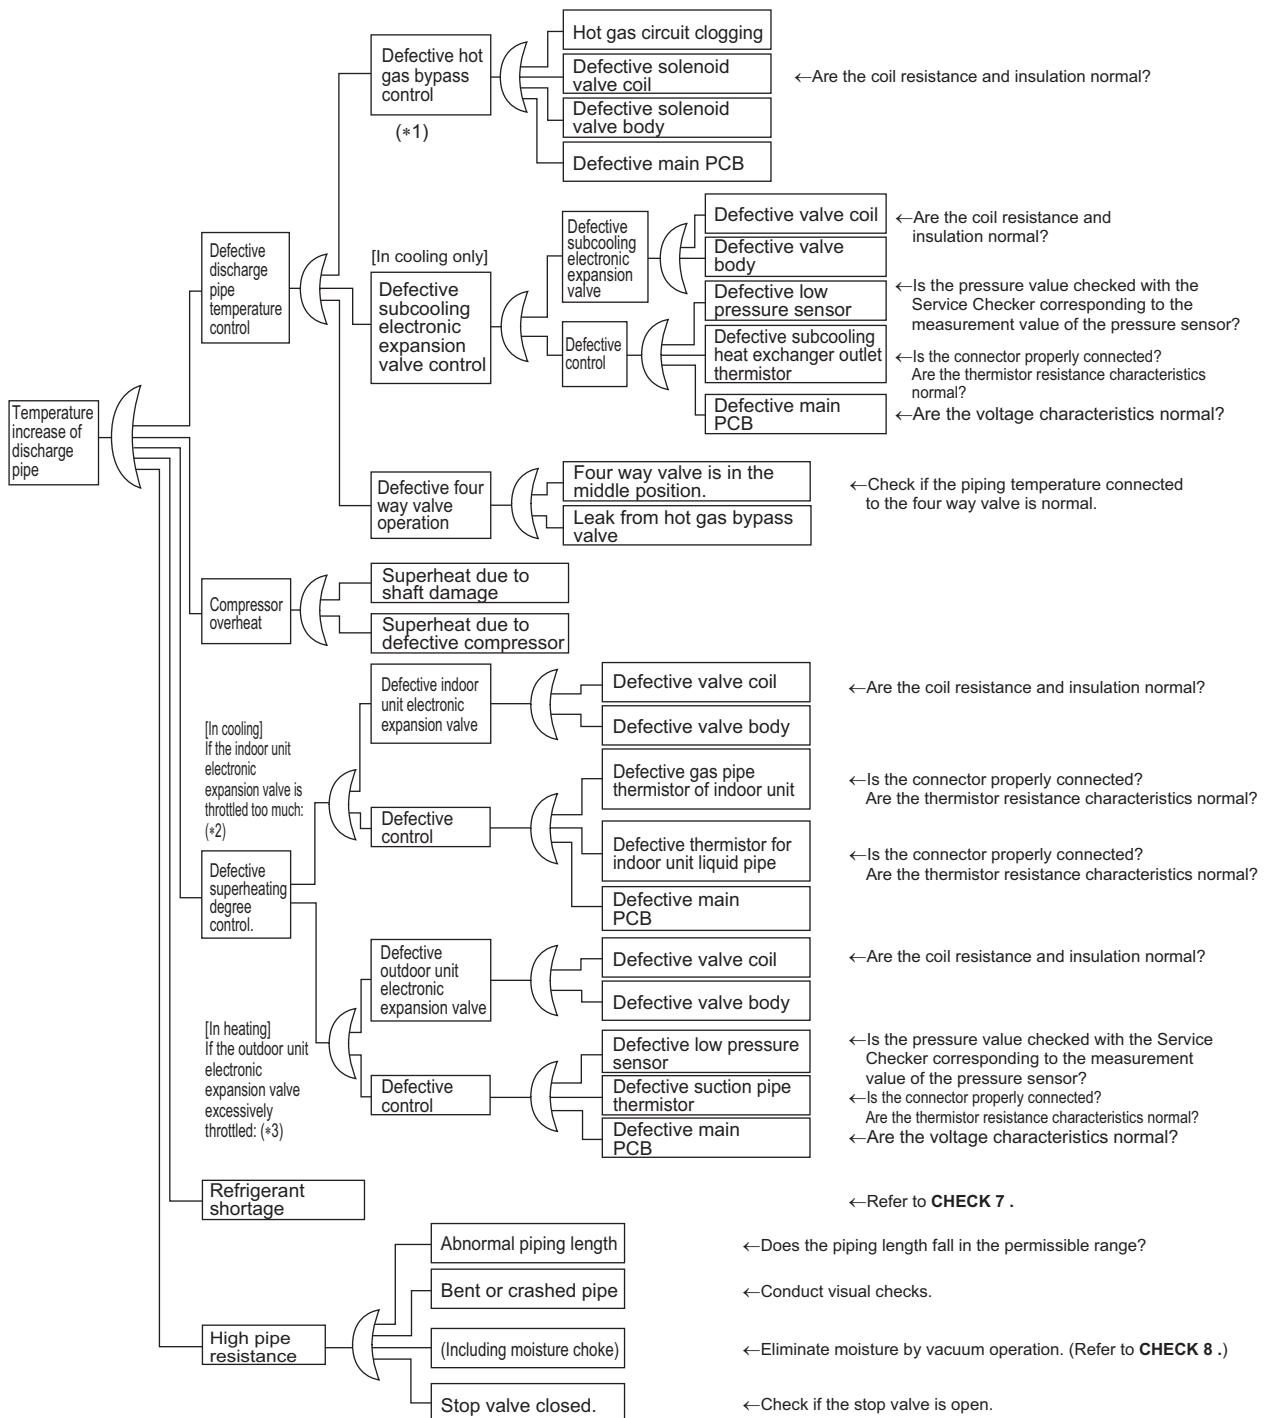 Temperature
increase of
discharge
pipe
Defective
discharge
pipe
temperature
control
Defective hot
gas bypass
control
(*1)
Hot gas circuit clogging
Defective solenoid
valve coil
←Are the coil resistance and insulation normal?
Defective solenoid
valve body
Defective main PCB
[In cooling only]
Defective
subcooling
electronic
expansion
valve control
Defective
subcooling
electronic
expansion
valve
Defective valve coil
←Are the coil resistance and
insulation normal?
Defective valve
body
Defective
control
Defective low
pressure sensor
←Is the pressure value checked with the
Service Checker corresponding to the
measurement value of the pressure sensor?
Defective subcooling
heat exchanger outlet
thermistor
←Is the connector properly connected?
Are the thermistor resistance characteristics
normal?
Defective main
PCB
←Are the voltage characteristics normal?
Defective four
way valve
operation
Four way valve is in the
middle position.
←Check if the piping temperature connected
to the four way valve is normal.
Leak from hot gas bypass
valve
Compressor
overheat
Superheat due to
shaft damage
Superheat due to
defective compressor
Defective
superheating
degree
control.
[In cooling]
If the indoor unit
electronic
expansion valve is
throttled too much:
(*2)
Defective indoor
unit electronic
expansion valve
Defective valve coil
←Are the coil resistance and insulation normal?
Defective valve body
Defective
control
Defective gas pipe
thermistor of indoor unit
←Is the connector properly connected?
Are the thermistor resistance characteristics normal?
Defective thermistor for
indoor unit liquid pipe
←Is the connector properly connected?
Are the thermistor resistance characteristics normal?
Defective main
PCB
[In heating]
If the outdoor unit
electronic
expansion valve
excessively
throttled: (*3)
Defective
outdoor unit
electronic
expansion valve
Defective valve coil
←Are the coil resistance and insulation normal?
Defective valve body
Defective
control
Defective low pressure
sensor
←Is the pressure value checked with the Service
Checker corresponding to the measurement
value of the pressure sensor?
Defective suction pipe
thermistor
←Is the connector properly connected?
Are the thermistor resistance characteristics normal?
Defective main
PCB
←Are the voltage characteristics normal?
Refrigerant
shortage
←Refer to CHECK 7 .
High pipe
resistance
Abnormal piping length
←Does the piping length fall in the permissible range?
Bent or crashed pipe
←Conduct visual checks.
(Including moisture choke)
←Eliminate moisture by vacuum operation. (Refer to CHECK 8 .)
Stop valve closed.
←Check if the stop valve is open.